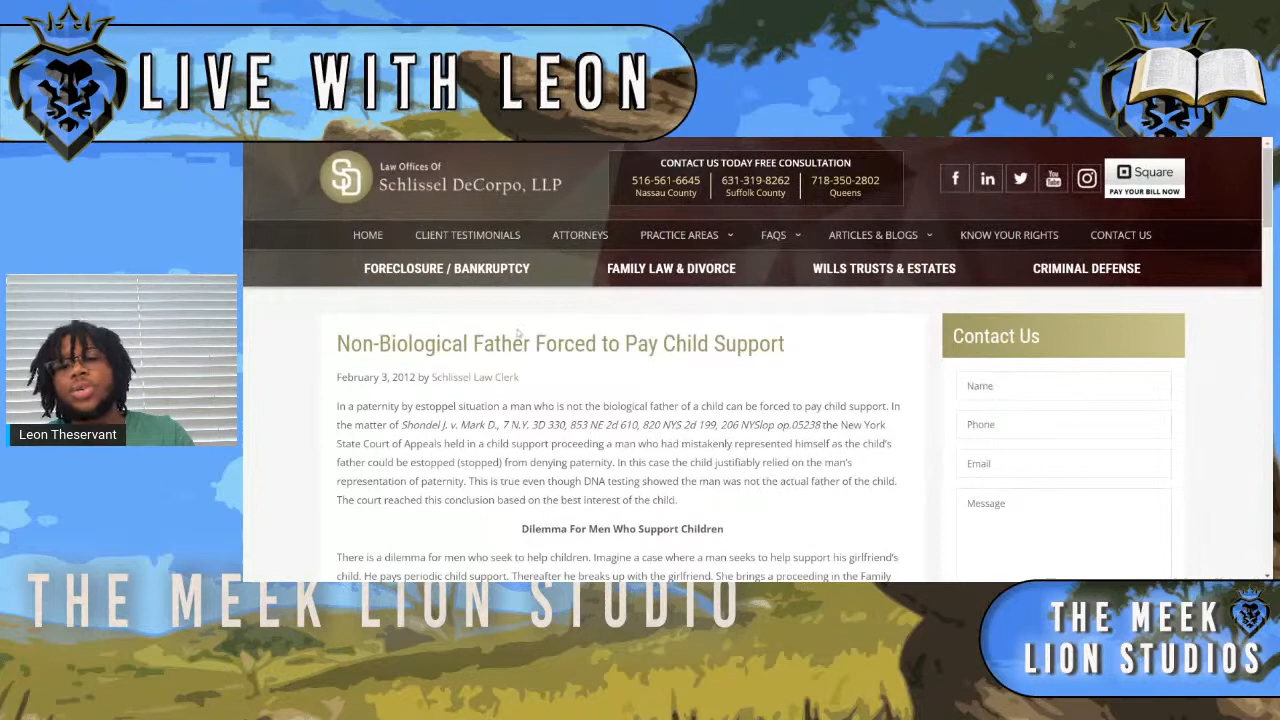 LIVE WITH LEON
SD
Law Offices Of
Schlissel DeCorpo, LLP
CONTACT US TODAY FREE CONSULTATION
516-561-6645
Nassau County
631-319-8262
Suffolk County
718-350-2802
Queens
f
in
You
Tube
Square
PAY YOUR BILL NOW
HOME
CLIENT TESTIMONIALS
ATTORNEYS
PRACTICE AREAS
FAQS
ARTICLES & BLOGS
KNOW YOUR RIGHTS
CONTACT US
FORECLOSURE / BANKRUPTCY
FAMILY LAW & DIVORCE
WILLS TRUSTS & ESTATES
CRIMINAL DEFENSE
Non-Biological Father Forced to Pay Child Support
February 3, 2012 by Schlissel Law Clerk
In a paternity by estoppel situation a man who is not the biological father of a child can be forced to pay child support. In
the matter of Shondel J. v. Mark D., 7 N.Y. 3D 330, 853 NE 2d 610, 820 NYS 2d 199, 206 NYSlop op.05238 the New York
State Court of Appeals held in a child support proceeding a man who had mistakenly represented himself as the child's
father could be estopped (stopped) from denying paternity. In this case the child justifiably relied on the man's
representation of paternity. This is true even though DNA testing showed the man was not the actual father of the child.
The court reached this conclusion based on the best interest of the child.
Dilemma For Men Who Support Children
There is a dilemma for men who seek to help children. Imagine a case where a man seeks to help support his girlfriend's
child. He pays periodic child support. Thereafter he breaks up with the girlfriend. She brings a proceeding in the Family
Contact Us
Name
Phone
Email
Message
Leon Theservant
THE MEEK LION STUDIO
THE MEEK
LION STUDIOS